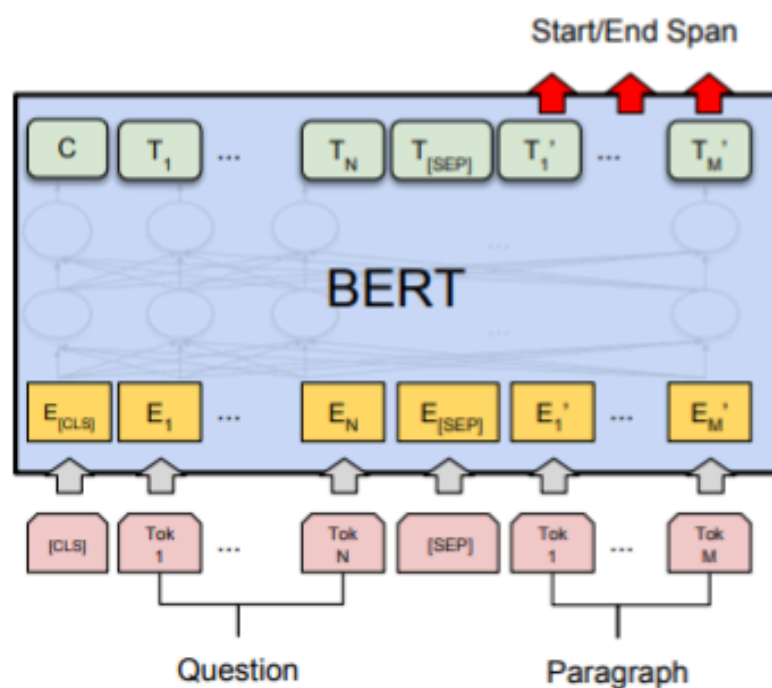 Start/End Span
C T1 ... TN T[SEP] T1' ... TM'
...
BERT
...
E[CLS] E1 ... EN E[SEP] E1' ... EM'
[CLS] Tok 1 ... Tok N [SEP] Tok 1 ... Tok M
Question Paragraph